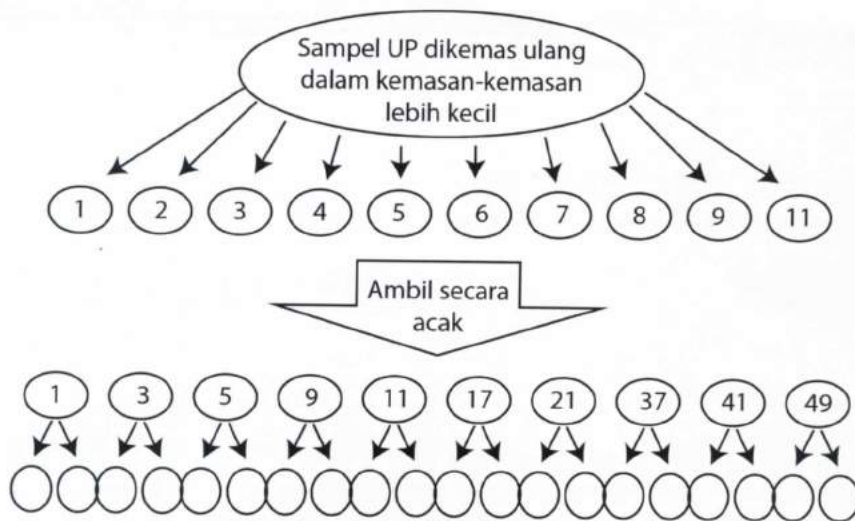 Sampel UP dikemas ulang
dalam kemasan-kemasan
lebih kecil
1 2 3 4 5 6 7 8 9 11
Ambil secara
acak
1 3 5 9 11 17 21 37 41 49